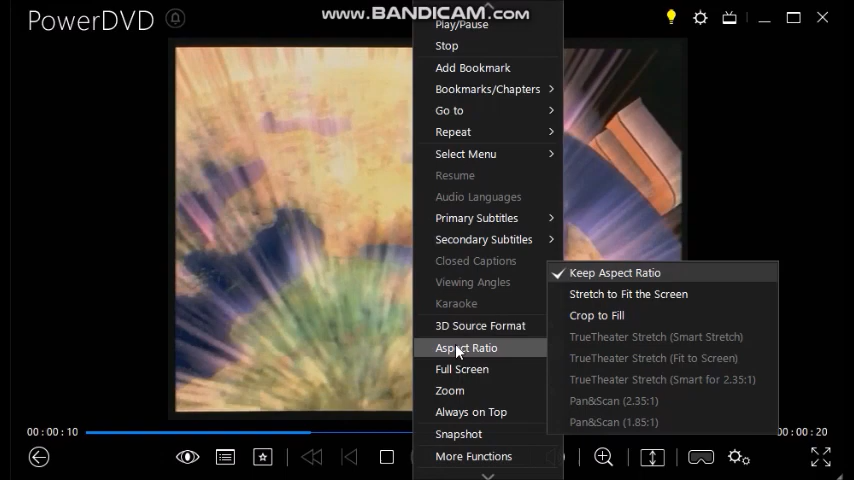 PowerDVD
www.BANDICAM.com
Play/Pause
Stop
Add Bookmark
Bookmarks/Chapters
Go to
Repeat
Select Menu
Resume
Audio Languages
Primary Subtitles
Secondary Subtitles
Closed Captions
Viewing Angles
Karaoke
3D Source Format
Aspect Ratio
Full Screen
Zoom
Always on Top
Snapshot
More Functions
Keep Aspect Ratio
Stretch to Fit the Screen
Crop to Fill
TrueTheater Stretch (Smart Stretch)
TrueTheater Stretch (Fit to Screen)
TrueTheater Stretch (Smart for 2.35:1)
Pan&Scan (2.35:1)
Pan&Scan (1.85:1)
00:00:10
00:00:20